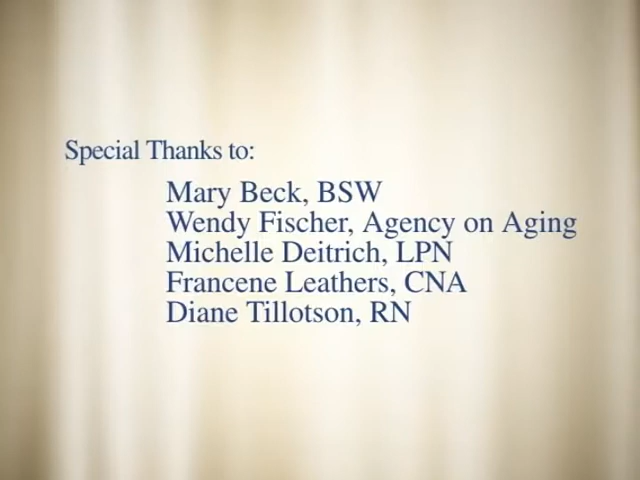 Special Thanks to:
Mary Beck, BSW
Wendy Fischer, Agency on Aging
Michelle Deitrich, LPN
Francene Leathers, CNA
Diane Tillotson, RN